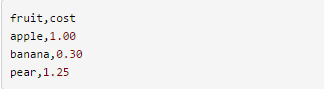 fruit,cost
apple,1.00
banana,0.30
pear,1.25